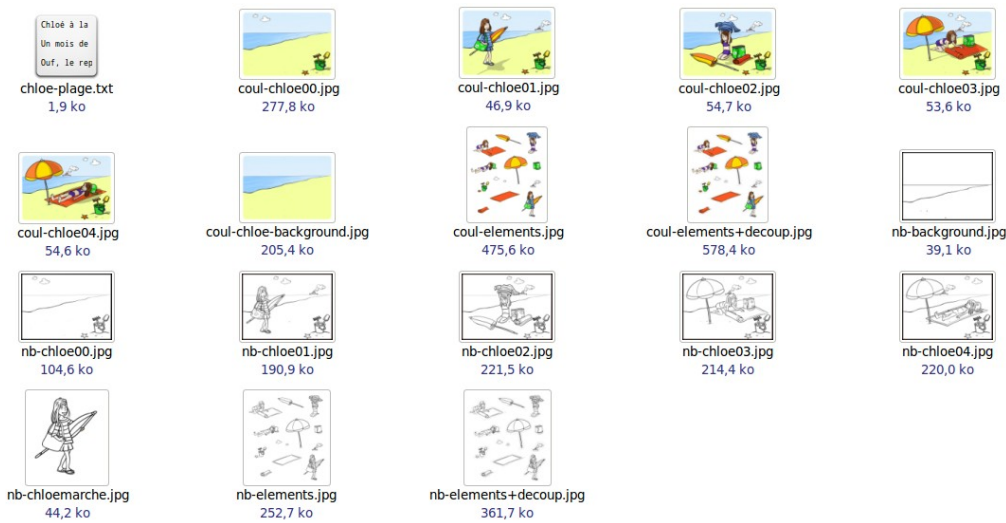 Chloé à la
Un mois de
Ouf, le rep
chloe-plage.txt
1,9 ko
coul-chloe00.jpg
277,8 ko
coul-chloe01.jpg
46,9 ko
coul-chloe02.jpg
54,7 ko
coul-chloe03.jpg
53,6 ko
coul-chloe04.jpg
54,6 ko
coul-chloe-background.jpg
205,4 ko
coul-elements.jpg
475,6 ko
coul-elements+decoup.jpg
578,4 ko
nb-background.jpg
39,1 ko
nb-chloe00.jpg
104,6 ko
nb-chloe01.jpg
190,9 ko
nb-chloe02.jpg
221,5 ko
nb-chloe03.jpg
214,4 ko
nb-chloe04.jpg
220,0 ko
nb-chloemarche.jpg
44,2 ko
nb-elements.jpg
252,7 ko
nb-elements+decoup.jpg
361,7 ko